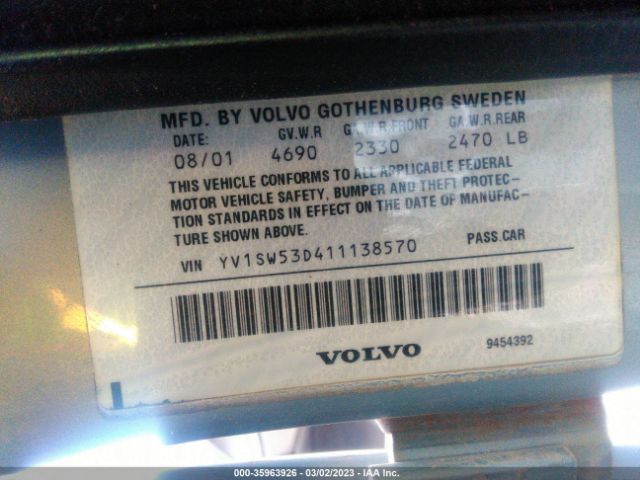 MFD. BY VOLVO GOTHENBURG SWEDEN
DATE: GV.W.R GA.W.R.FRONT GA.W.R.REAR
08/01 4690 2330 2470 LB
THIS VEHICLE CONFORMS TO ALL APPLICABLE FEDERAL
MOTOR VEHICLE SAFETY, BUMPER AND THEFT PROTEC-
TION STANDARDS IN EFFECT ON THE DATE OF MANUFAC-
TURE SHOWN ABOVE.
VIN YV1SW53D411138570 PASS.CAR
VOLVO 9454392
000-35963926 - 03/02/2023 - IAA Inc.